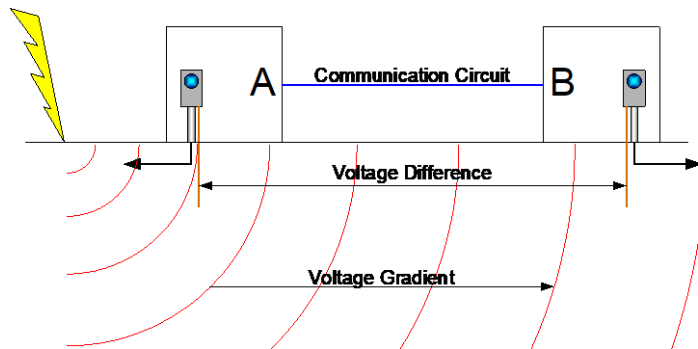 A
Communication Circuit
B
Voltage Difference
Voltage Gradient